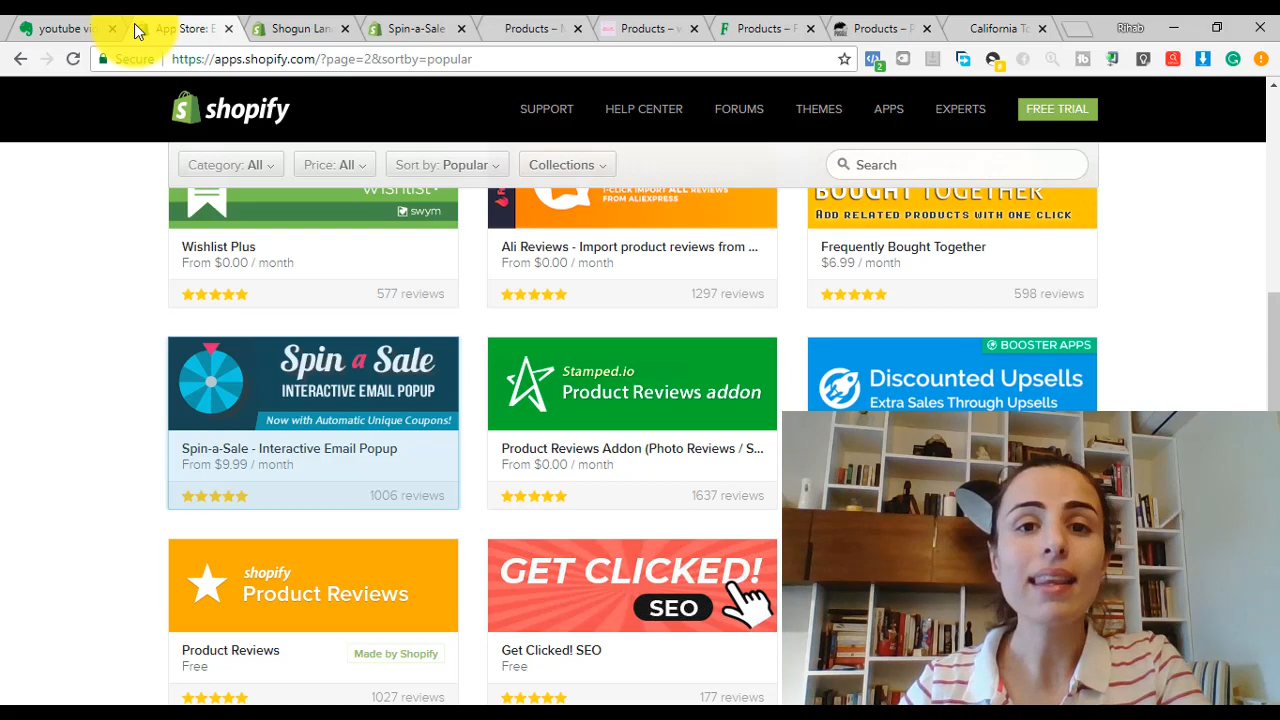 youtube vi
App Store: E
Shogun Lan
Spin-a-Sale
Products – M
Products – v
Products – F
Products – R
California To
Rihab
Secure
https://apps.shopify.com/?page=2&sortby=popular
shopify
SUPPORT
HELP CENTER
FORUMS
THEMES
APPS
EXPERTS
FREE TRIAL
Category: All
Price: All
Sort by: Popular
Collections
Search
WISHLIST+
swym
1-CLICK IMPORT ALL REVIEWS
FROM ALIEXPRESS
BOUGHT TOGETHER
ADD RELATED PRODUCTS WITH ONE CLICK
Wishlist Plus
From $0.00 / month
577 reviews
Ali Reviews - Import product reviews from ...
From $0.00 / month
1297 reviews
Frequently Bought Together
$6.99 / month
598 reviews
Spin a Sale
INTERACTIVE EMAIL POPUP
Now with Automatic Unique Coupons!
Spin-a-Sale - Interactive Email Popup
From $9.99 / month
1006 reviews
Stamped.io
Product Reviews addon
Product Reviews Addon (Photo Reviews / S...
From $0.00 / month
1637 reviews
BOOSTER APPS
Discounted Upsells
Extra Sales Through Upsells
shopify
Product Reviews
Product Reviews
Free
Made by Shopify
1027 reviews
GET CLICKED!
SEO
Get Clicked! SEO
Free
177 reviews